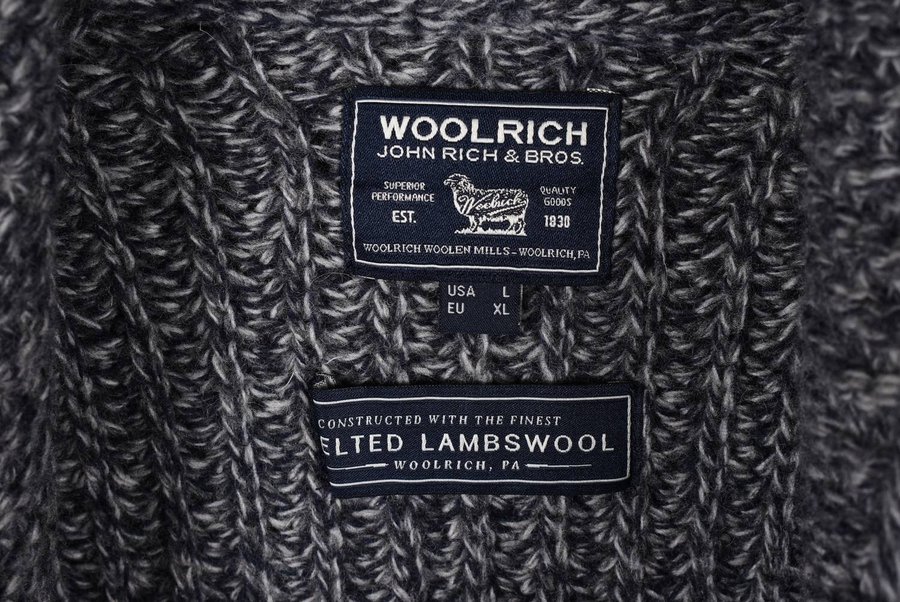 WOOLRICH
JOHN RICH & BROS.
SUPERIOR
PERFORMANCE
EST.
Woolrich
QUALITY
GOODS
1830
WOOLRICH WOOLEN MILLS - WOOLRICH, PA
USA L
EU XL
CONSTRUCTED WITH THE FINEST
ELTED LAMBSWOOL
WOOLRICH, PA